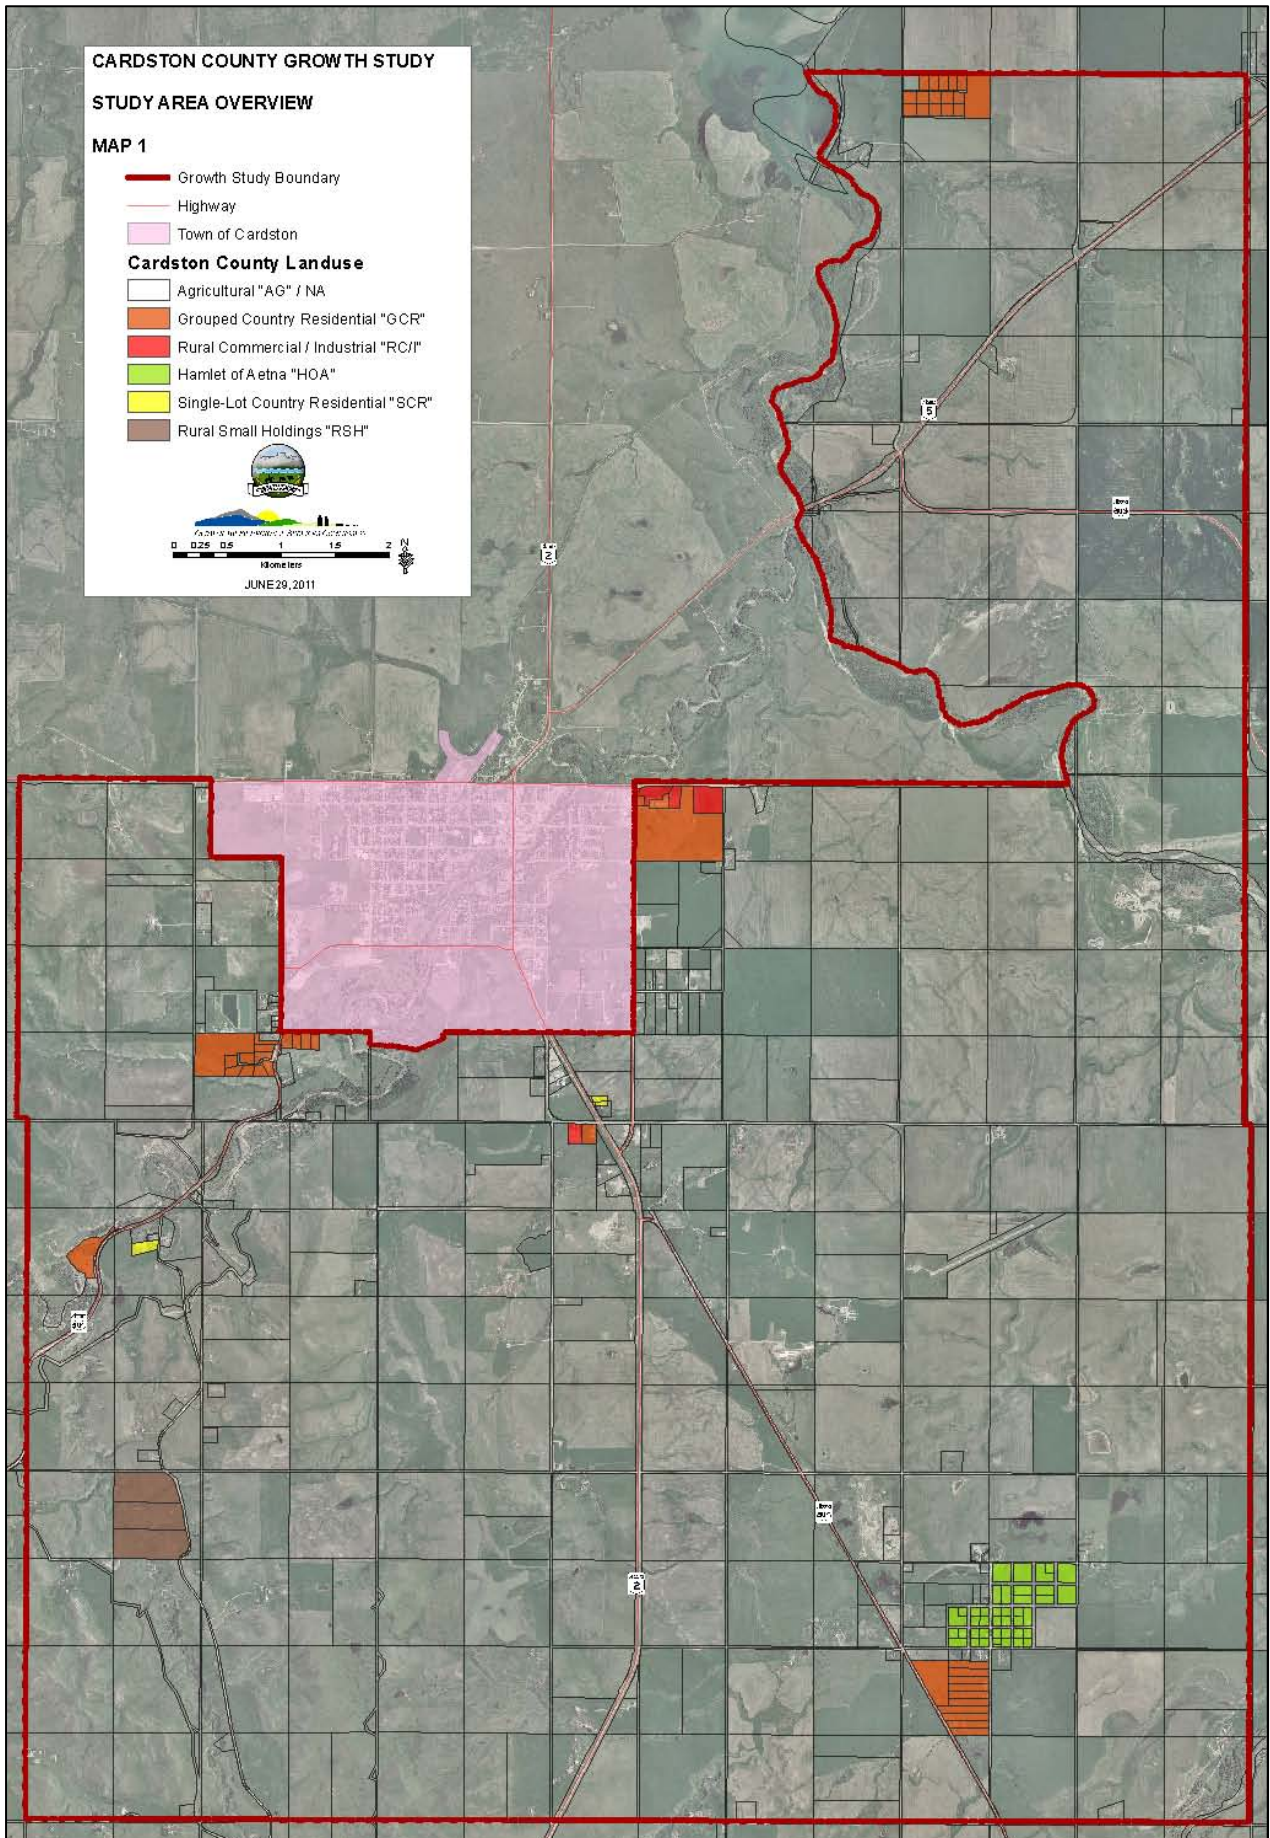 CARDSTON COUNTY GROWTH STUDY
STUDY AREA OVERVIEW
MAP 1
Growth Study Boundary
Highway
Town of Cardston
Cardston County Landuse
Agricultural "AG" / NA
Grouped Country Residential "GCR"
Rural Commercial / Industrial "RC/I"
Hamlet of Aetna "HOA"
Single-Lot Country Residential "SCR"
Rural Small Holdings "RSH"
0 0.25 0.5 1 1.5 2
Kilometers
N
JUNE 29, 2011
5
2
2